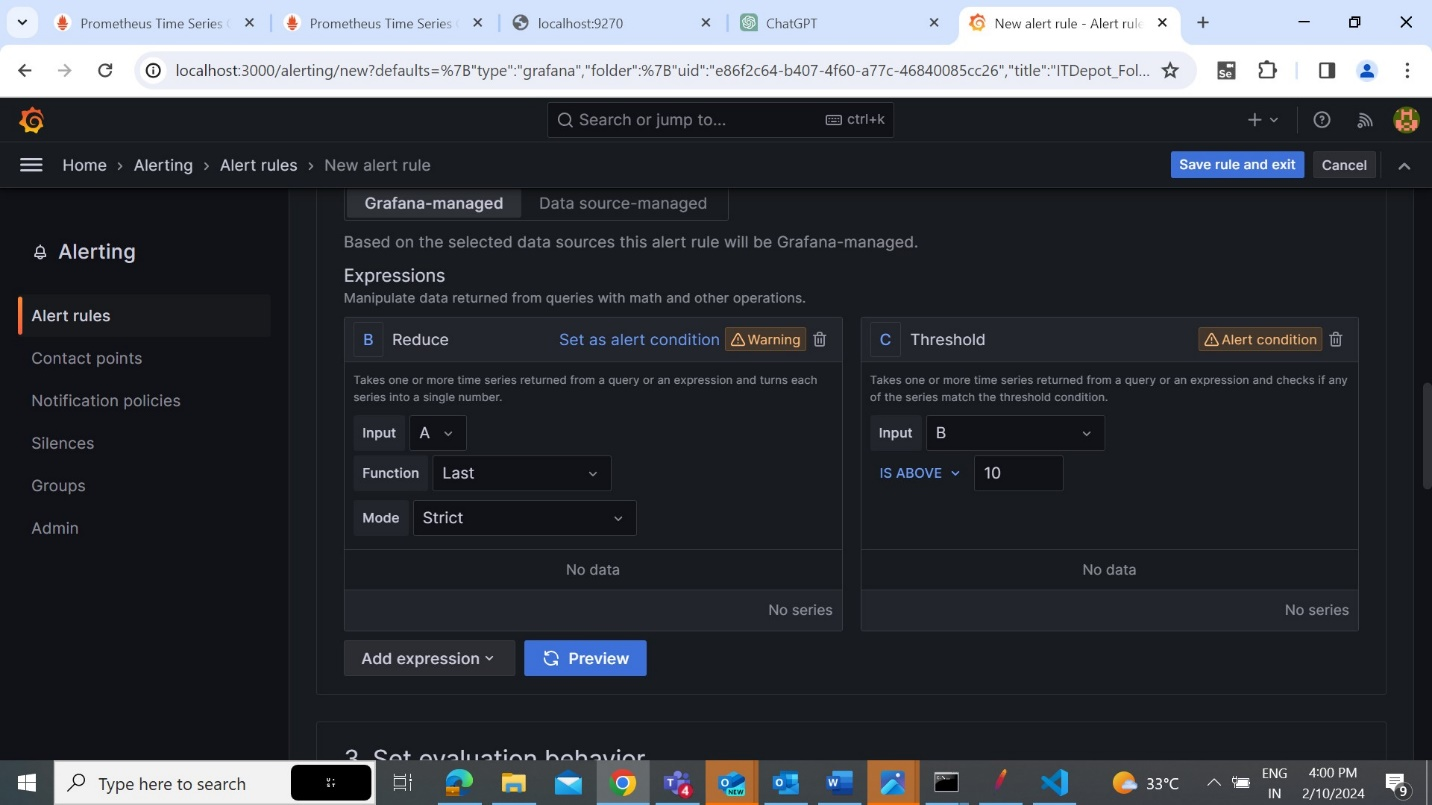 Prometheus Time Series
Prometheus Time Series
localhost:9270
ChatGPT
New alert rule - Alert rule
localhost:3000/alerting/new?defaults=%7B"type":"grafana","folder":%7B"uid":"e86f2c64-b407-4f60-a77c-46840085cc26","title":"ITDepot_Fol...
Se
Search or jump to...
ctrl+k
Home › Alerting › Alert rules › New alert rule
Save rule and exit
Cancel
Grafana-managed
Data source-managed
Alerting
Based on the selected data sources this alert rule will be Grafana-managed.
Expressions
Manipulate data returned from queries with math and other operations.
Alert rules
Contact points
Notification policies
Silences
Groups
Admin
B Reduce Set as alert condition Warning
Takes one or more time series returned from a query or an expression and turns each
series into a single number.
Input A
Function Last
Mode Strict
No data
No series
C Threshold Alert condition
Takes one or more time series returned from a query or an expression and checks if any
of the series match the threshold condition.
Input B
IS ABOVE 10
No data
No series
Add expression
Preview
3. Set evaluation behavior
Type here to search
4
NEW
33°C
ENG
IN
4:00 PM
2/10/2024
9